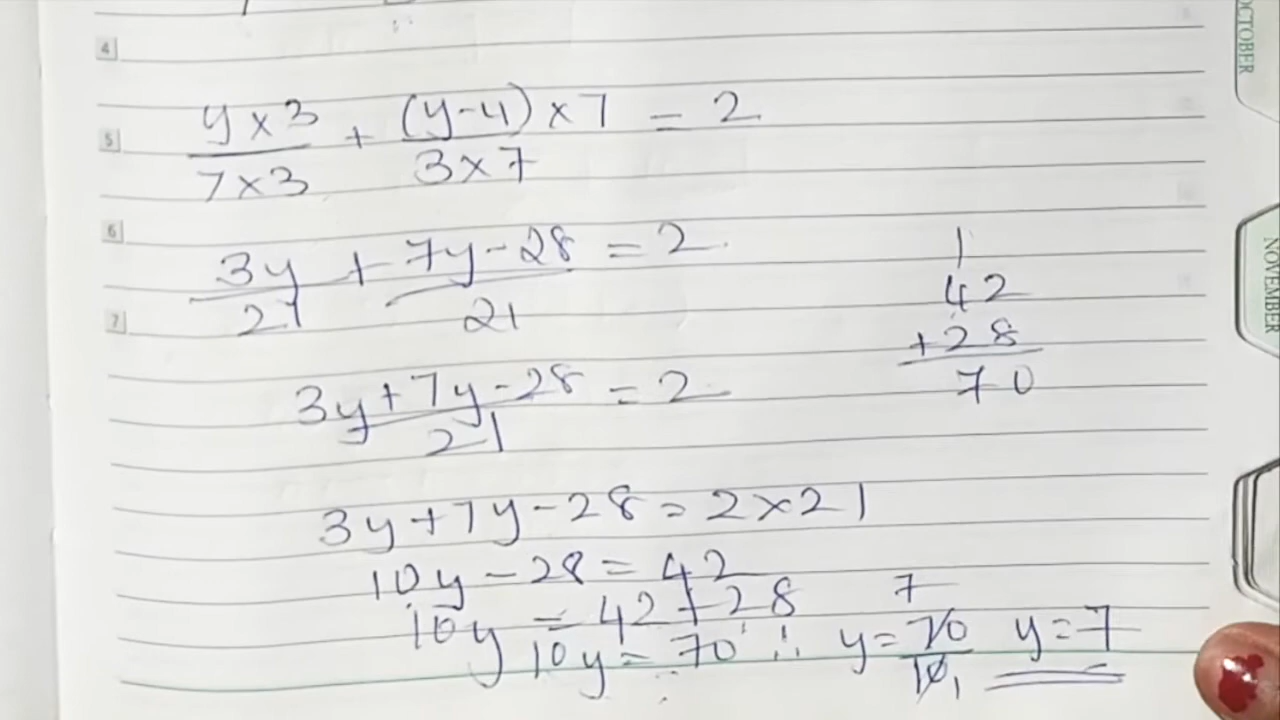 4
5
6
7
y×3/7×3 + (y-4)×7/3×7 = 2
3y/21 + 7y-28/21 = 2
3y+7y-28/21 = 2
3y+7y-28 = 2×21
10y-28 = 42
10y = 42+28
10y = 70 ∴ y = 70/10 y=7
7
1
1
42
+28
70
OCTOBER
NOVEMBER